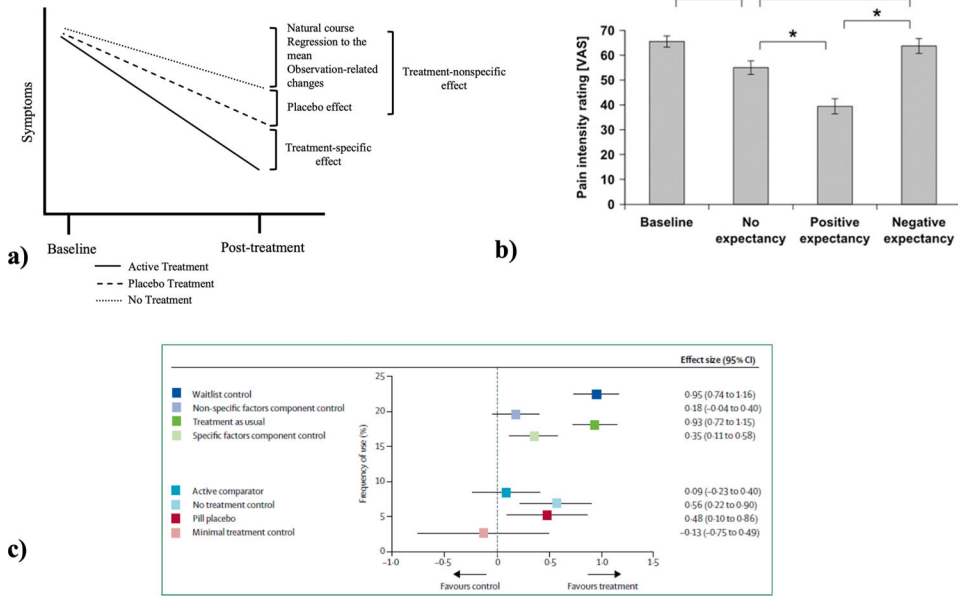 Symptoms
Natural course
Regression to the
mean
Observation-related
changes
Treatment-nonspecific
effect
Placebo effect
Treatment-specific
effect
Baseline
Post-treatment
a)
Active Treatment
Placebo Treatment
No Treatment
Pain intensity rating [VAS]
70
60
50
40
30
20
10
0
*
*
Baseline
No
expectancy
Positive
expectancy
Negative
expectancy
b)
Effect size (95% CI)
25
20
15
10
5
0
Frequency of use (%)
Waitlist control
0·95 (0·74 to 1·16)
Non-specific factors component control
0·18 (–0·04 to 0·40)
Treatment as usual
0·93 (0·72 to 1·15)
Specific factors component control
0·35 (0·11 to 0·58)
Active comparator
0·09 (–0·23 to 0·40)
No treatment control
0·56 (0·22 to 0·90)
Pill placebo
0·48 (0·10 to 0·86)
Minimal treatment control
–0·13 (–0·75 to 0·49)
–1·0
–0·5
0
0·5
1·0
1·5
Favours control
Favours treatment
c)